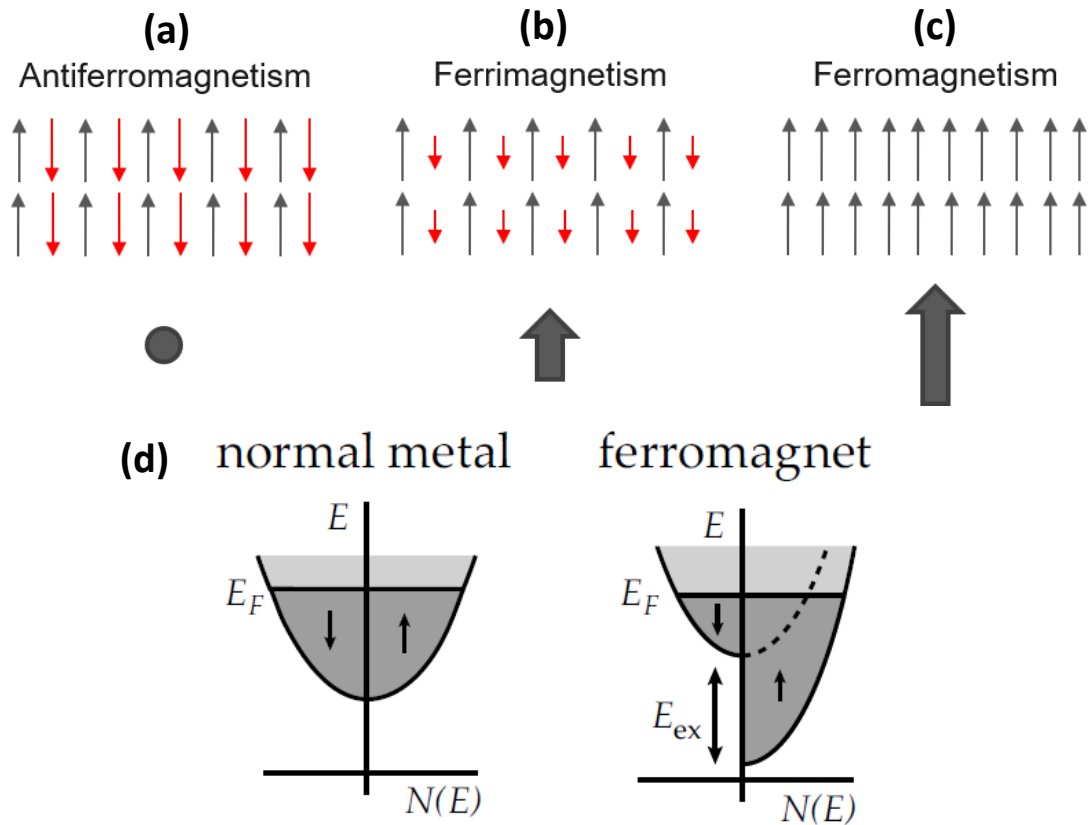 (a) (b) (c)
Antiferromagnetism Ferrimagnetism Ferromagnetism
(d) normal metal ferromagnet
E E
E_F E_F
E_ex
N(E) N(E)